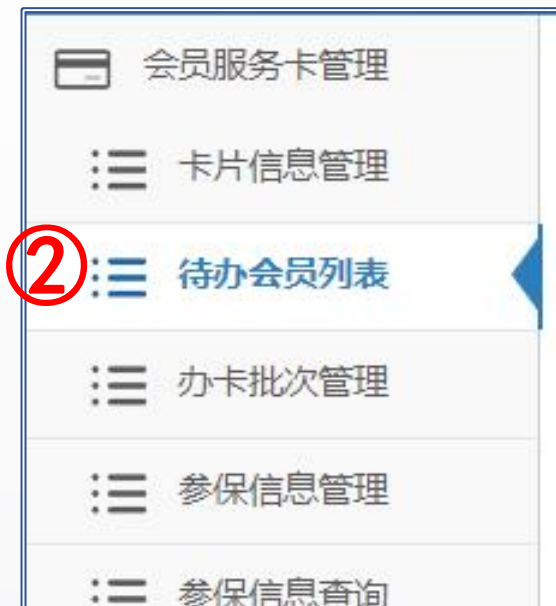 会员服务卡管理
卡片信息管理
② 待办会员列表
办卡批次管理
参保信息管理
参保信息查询